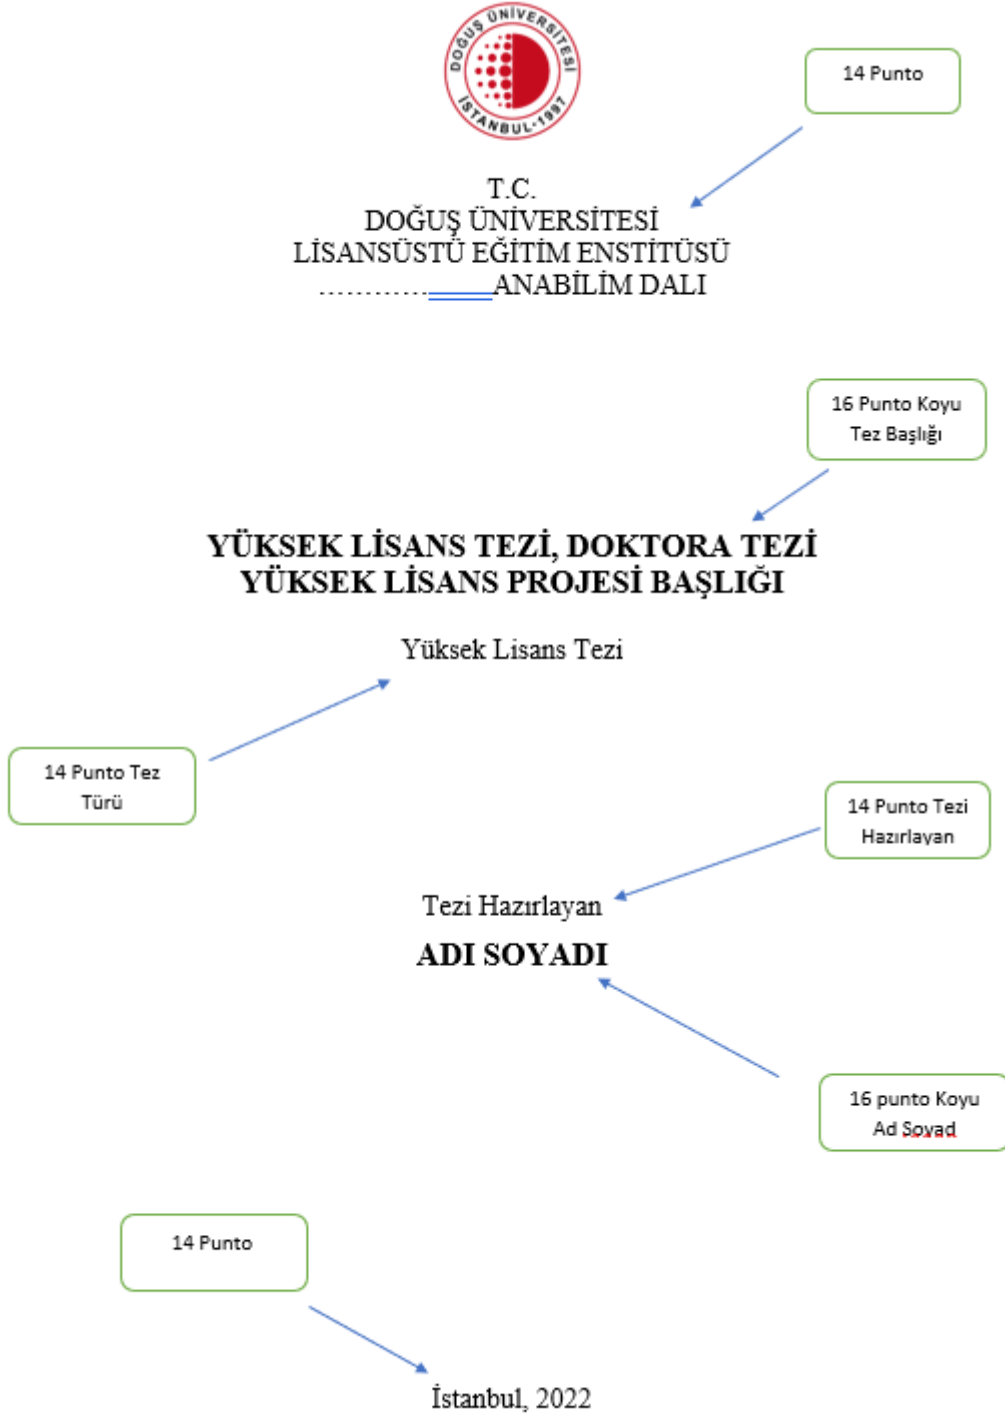 DOĞUŞ ÜNİVERSİTESİ
İSTANBUL·1997
14 Punto
T.C.
DOĞUŞ ÜNİVERSİTESİ
LİSANSÜSTÜ EĞİTİM ENSTİTÜSÜ
…………..______ANABİLİM DALI
16 Punto Koyu
Tez Başlığı
YÜKSEK LİSANS TEZİ, DOKTORA TEZİ
YÜKSEK LİSANS PROJESİ BAŞLIĞI
Yüksek Lisans Tezi
14 Punto Tez
Türü
14 Punto Tezi
Hazırlayan
Tezi Hazırlayan
ADI SOYADI
16 punto Koyu
Ad Soyad
14 Punto
İstanbul, 2022